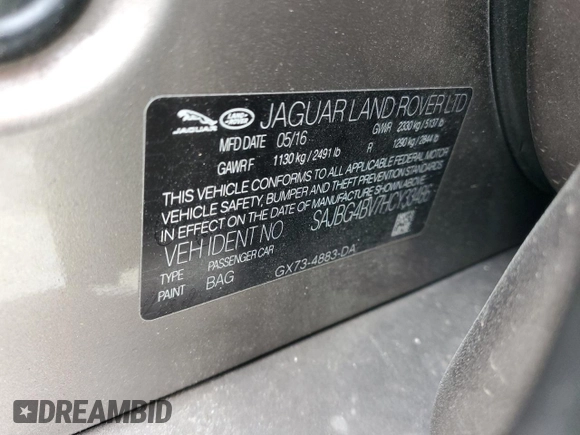 JAGUAR LAND ROVER JAGUAR LAND ROVER LTD
MFD DATE 05/16 GVWR 2330 kg / 5137 lb
GAWR F 1130 kg / 2491 lb R 1290 kg / 2844 lb
THIS VEHICLE CONFORMS TO ALL APPLICABLE FEDERAL MOTOR
VEHICLE SAFETY, BUMPER AND THEFT PREVENTION STANDARDS
IN EFFECT ON THE DATE OF MANUFACTURE SHOWN ABOVE
VEH IDENT NO
TYPE PASSENGER CAR
PAINT BAG GX73-4883-DA
DREAMBID